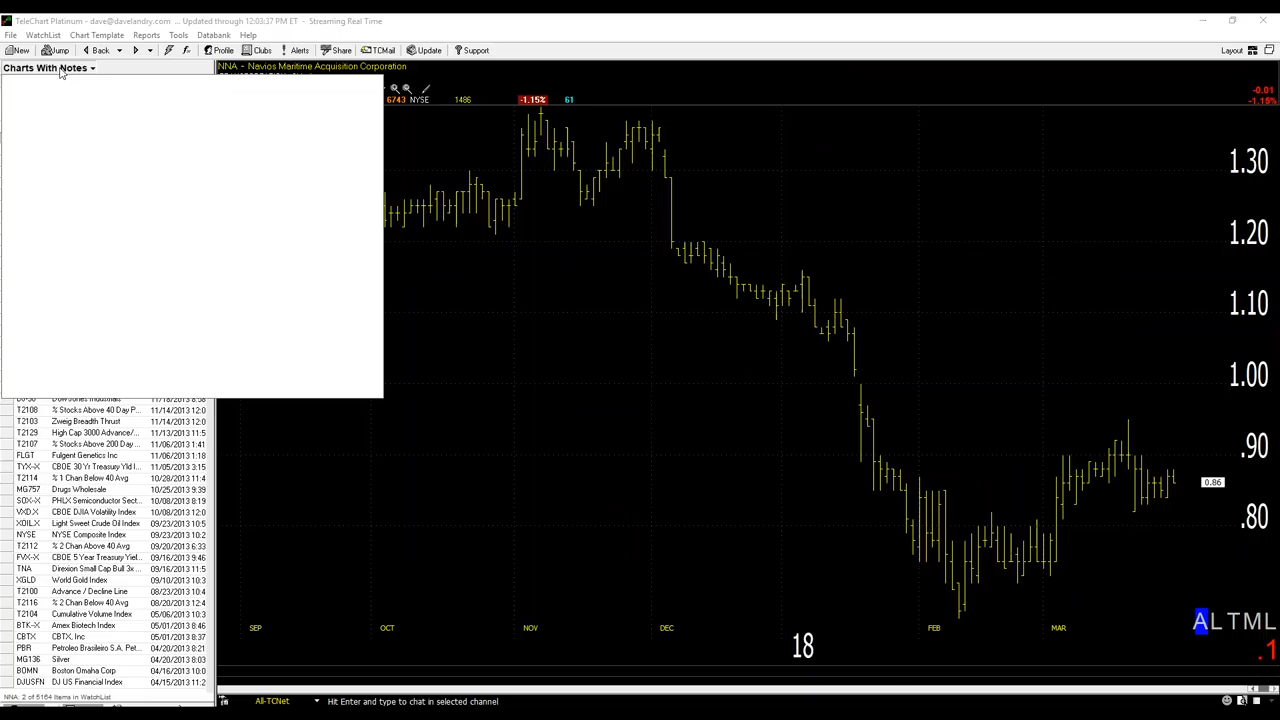 TeleChart Platinum - dave@davelandry.com ... Updated through 12:03:37 PM ET - Streaming Real Time
File WatchList Chart Template Reports Tools Databank Help
New Jump Back Profile Clubs Alerts Share TCMail Update Support Layout
Charts With Notes
NNA - Navios Maritime Acquisition Corporation
6743 NYSE 1486 -1.15% 61
-0.01
-1.15%
1.30
1.20
1.10
1.00
.90
0.86
.80
T2108 % Stocks Above 40 Day P... 11/14/2013 12:0
T2103 Zweig Breadth Thrust 11/14/2013 12:0
T2129 High Cap 3000 Advance/... 11/13/2013 11:5
T2107 % Stocks Above 200 Day ... 11/06/2013 1:41
FLGT Fulgent Genetics Inc 11/06/2013 1:18
TYX--X CBOE 30 Yr Treasury Yld I... 11/05/2013 3:15
T2114 % 1 Chan Below 40 Avg 10/28/2013 11:4
MG757 Drugs Wholesale 10/25/2013 9:39
SOX--X PHLX Semiconductor Sect... 10/08/2013 8:19
VXD.X CBOE DJIA Volatility Index 10/08/2013 12:0
XOIL.X Light Sweet Crude Oil Index 09/23/2013 10:5
NYSE NYSE Composite Index 09/23/2013 10:2
T2112 % 2 Chan Above 40 Avg 09/20/2013 6:33
FVX--X CBOE 5 Year Treasury Yiel... 09/16/2013 9:46
TNA Direxion Small Cap Bull 3x ... 09/16/2013 11:5
XGLD World Gold Index 09/10/2013 10:3
T2100 Advance / Decline Line 08/23/2013 10:4
T2116 % 2 Chan Below 40 Avg 08/20/2013 12:4
T2104 Cumulative Volume Index 05/06/2013 10:3
BTK--X Amex Biotech Index 05/01/2013 8:46
CBTX CBTX, Inc 05/01/2013 8:37
PBR Petroleo Brasileiro S.A. Pet... 04/20/2013 8:21
MG136 Silver 04/20/2013 8:03
BOMN Boston Omaha Corp 04/16/2013 10:0
DJUSFN DJ US Financial Index 04/15/2013 11:2
SEP OCT NOV DEC 18 FEB MAR
ALTML
.1
NNA: 2 of 5164 Items in WatchList
All-TCNet Hit Enter and type to chat in selected channel